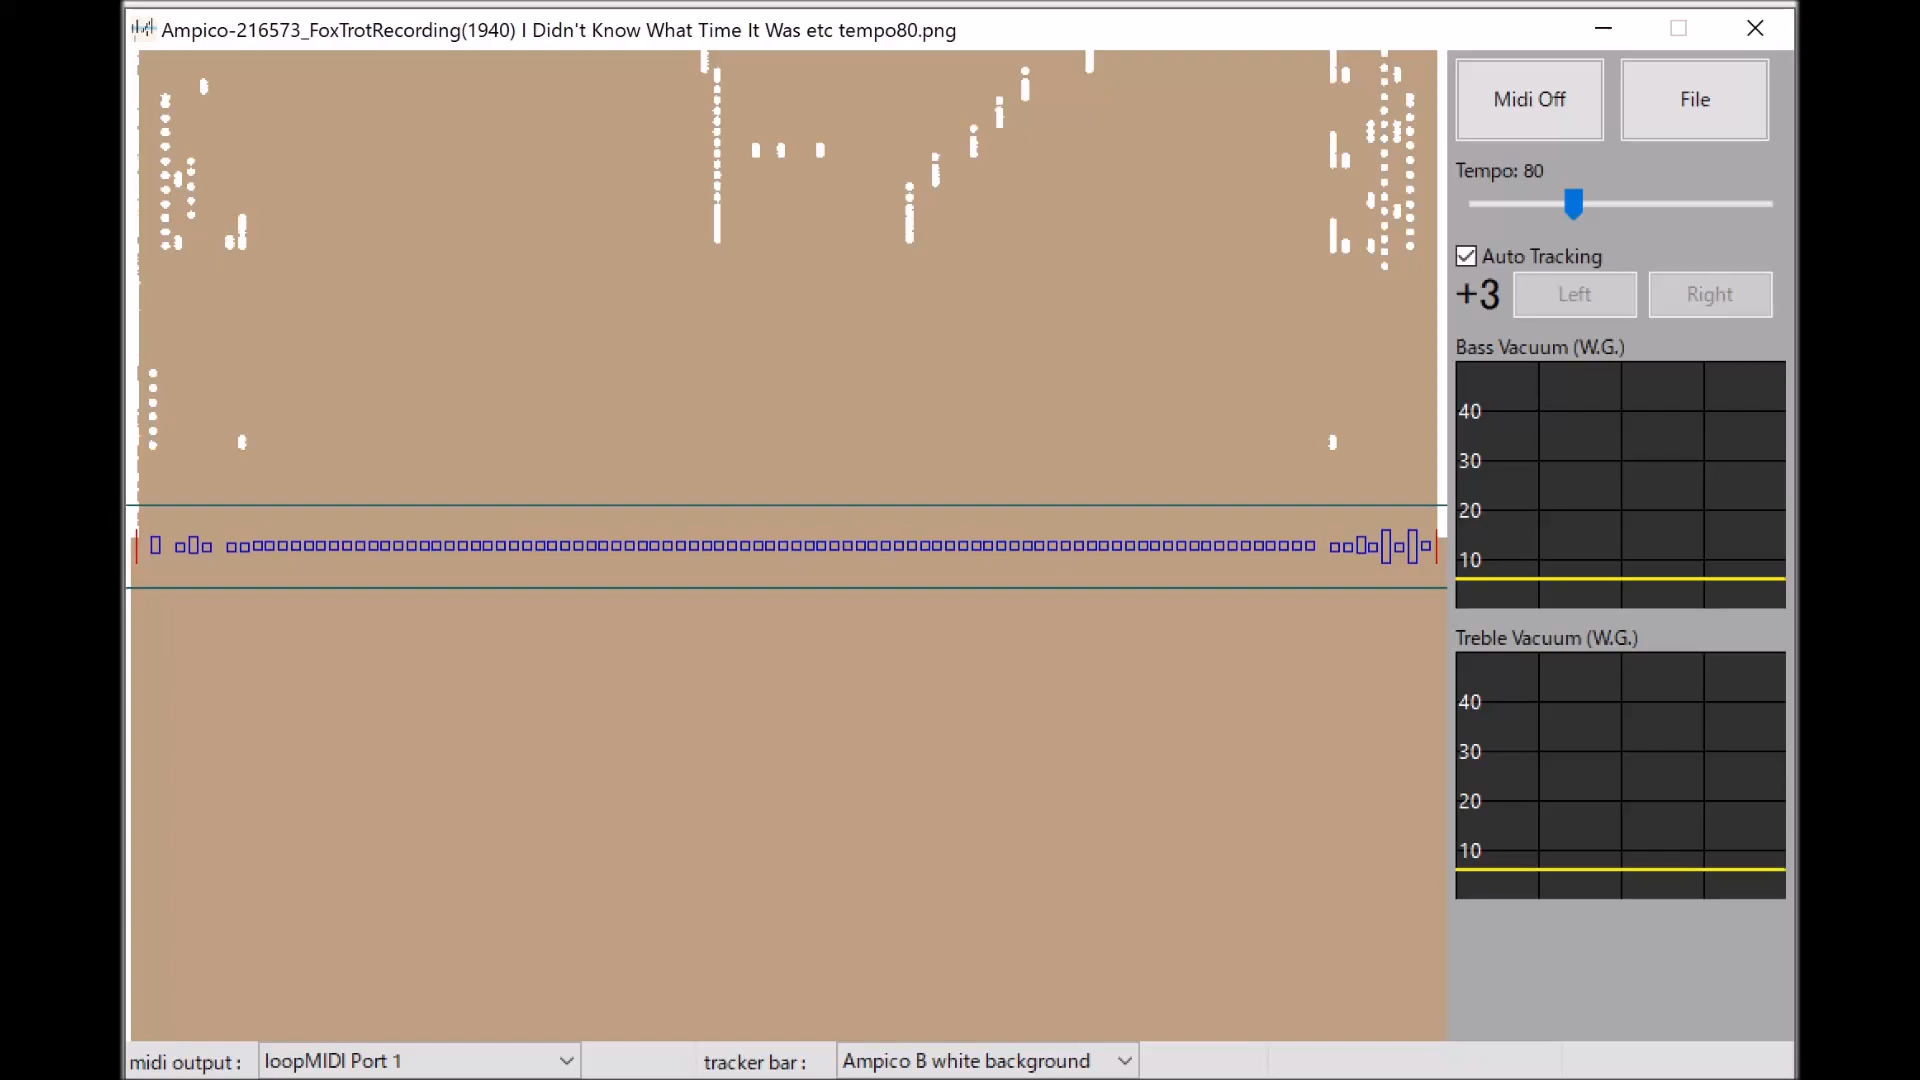 Ampico-216573_FoxTrotRecording(1940) I Didn't Know What Time It Was etc tempo80.png
Midi Off
File
Tempo: 80
Auto Tracking
+3
Left
Right
Bass Vacuum (W.G.)
40
30
20
10
Treble Vacuum (W.G.)
40
30
20
10
midi output :
loopMIDI Port 1
tracker bar :
Ampico B white background